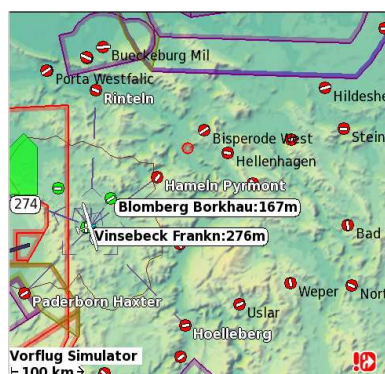 Bueckeburg Mil
Porta Westfalic
Rinteln
Hildeshe
Bisperode West
Stein
Hellenhagen
Hameln Pyrmont
274
Blomberg Borkhau:167m
Bad
Vinsebeck Frankn:276m
Weper
Nort
Paderborn Haxter
Uslar
Hoelleberg
Vorflug Simulator
100 km